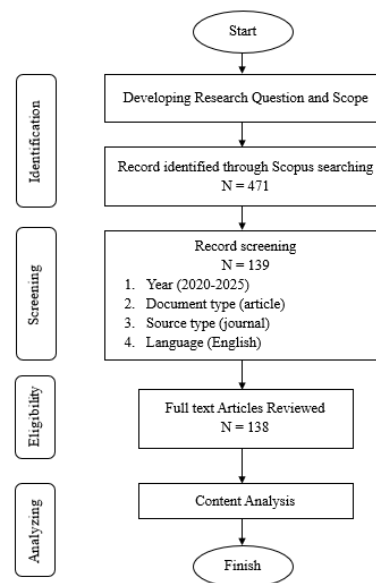 Start
Identification
Developing Research Question and Scope
Record identified through Scopus searching
N = 471
Screening
Record screening
N = 139
1. Year (2020-2025)
2. Document type (article)
3. Source type (journal)
4. Language (English)
Eligibility
Full text Articles Reviewed
N = 138
Analyzing
Content Analysis
Finish